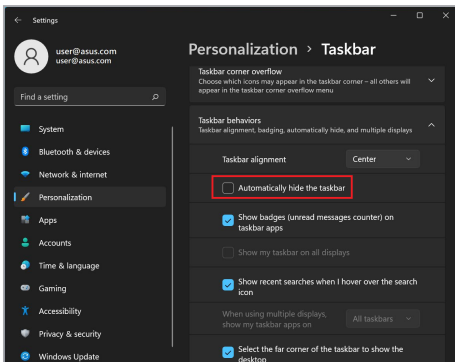 Settings
user@asus.com
user@asus.com
Find a setting
System
Bluetooth & devices
Network & internet
Personalization
Apps
Accounts
Time & language
Gaming
Accessibility
Privacy & security
Windows Update
Personalization > Taskbar
Taskbar corner overflow
Choose which icons may appear in the taskbar corner – all others will
appear in the taskbar corner overflow menu
Taskbar behaviors
Taskbar alignment, badging, automatically hide, and multiple displays
Taskbar alignment
Center
Automatically hide the taskbar
Show badges (unread messages counter) on
taskbar apps
Show my taskbar on all displays
Show recent searches when I hover over the search
icon
When using multiple displays,
show my taskbar apps on
All taskbars
Select the far corner of the taskbar to show the
desktop